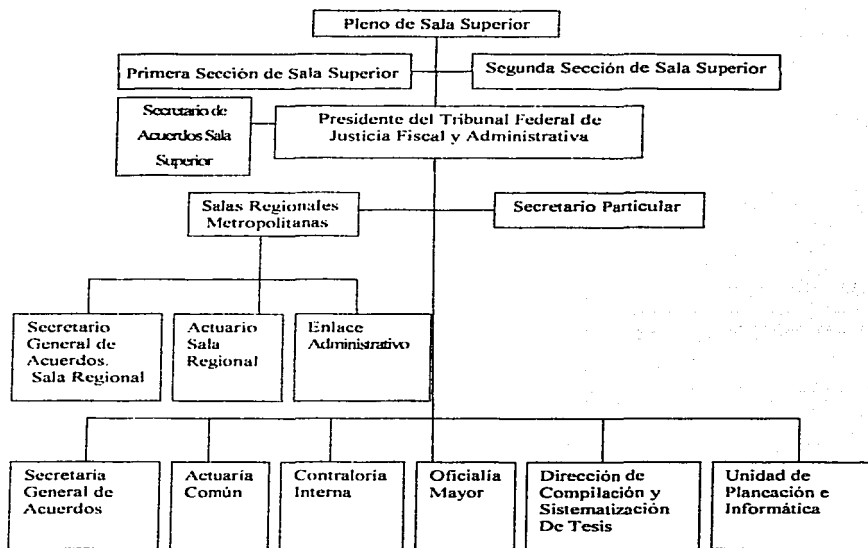 Pleno de Sala Superior
Primera Sección de Sala Superior
Segunda Sección de Sala Superior
Secretario de
Acuerdos Sala
Superior
Presidente del Tribunal Federal de
Justicia Fiscal y Administrativa
Salas Regionales
Metropolitanas
Secretario Particular
Secretario
General de
Acuerdos.
Sala Regional
Actuario
Sala
Regional
Enlace
Administrativo
Secretaria
General de
Acuerdos
Actuaría
Común
Contraloría
Interna
Oficialía
Mayor
Dirección de
Compilación y
Sistematización
De Tesis
Unidad de
Planeación e
Informática